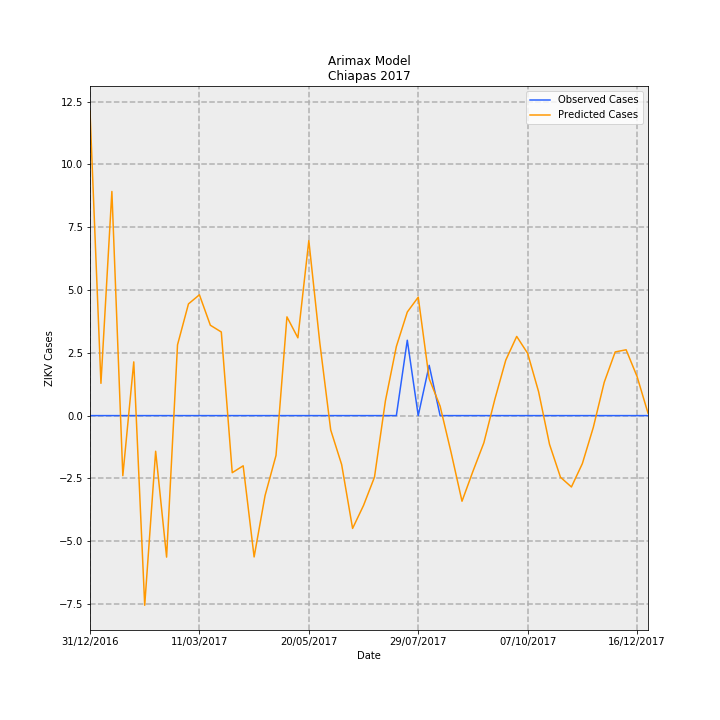 Arimax Model
Chiapas 2017
Observed Cases
Predicted Cases
12.5
10.0
7.5
5.0
2.5
0.0
−2.5
−5.0
−7.5
ZIKV Cases
31/12/2016
11/03/2017
20/05/2017
29/07/2017
07/10/2017
16/12/2017
Date